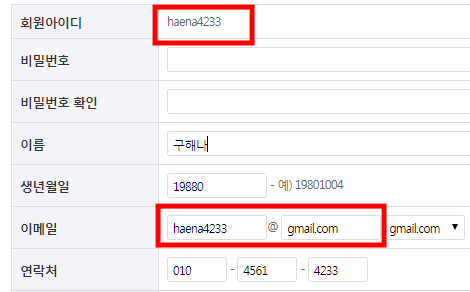 회원아이디 haena4233
비밀번호
비밀번호 확인
이름 구해나
생년월일 19880 - 예) 19801004
이메일 haena4233 @ gmail.com gmail.com ▼
연락처 010 - 4561 - 4233